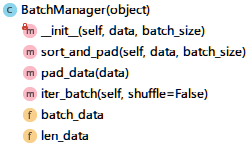 C BatchManager(object)
m __init__(self, data, batch_size)
m sort_and_pad(self, data, batch_size)
m pad_data(data)
m iter_batch(self, shuffle=False)
f batch_data
f len_data